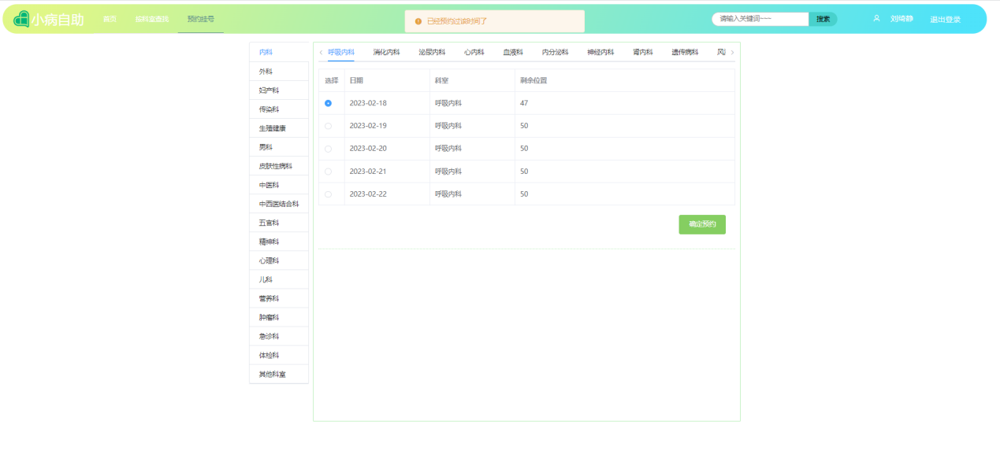 小病自助 首页 按科室查找 预约挂号 已经预约过该时间了 请输入关键词~~~ 搜索 刘绮静 退出登录
内科
外科
妇产科
传染科
生殖健康
男科
皮肤性病科
中医科
中西医结合科
五官科
精神科
心理科
儿科
营养科
肿瘤科
急诊科
体检科
其他科室
呼吸内科 消化内科 泌尿内科 心内科 血液科 内分泌科 神经内科 肾内科 遗传病科
选择 日期 科室 剩余位置
2023-02-18 呼吸内科 47
2023-02-19 呼吸内科 50
2023-02-20 呼吸内科 50
2023-02-21 呼吸内科 50
2023-02-22 呼吸内科 50
确定预约